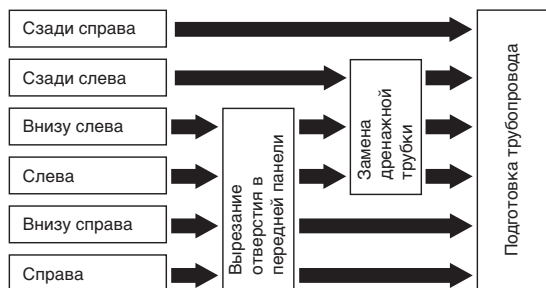 Сзади справа
Сзади слева
Внизу слева
Слева
Внизу справа
Справа
Вырезание
отверстия в
передней панели
Замена
дренажной
трубки
Подготовка трубопровода